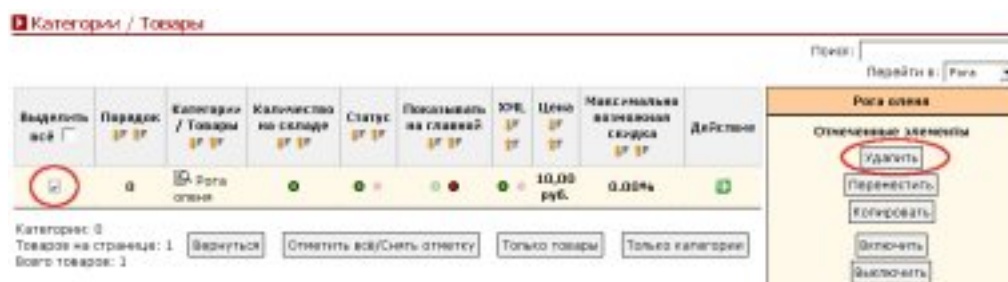 Категории / Товары
Поиск:
Перейти в: Рога
Выделить всё
Порядок
Категории / Товары
Количество на складе
Статус
Показывать на главной
XML
Цена
Максимально возможная скидка
Действие
0
Рога оленя
0
10,00 руб.
0.00%
Категорий: 0
Товаров на странице: 1
Всего товаров: 1
Вернуться
Отметить всё/Снять отметку
Только товары
Только категории
Рога оленя
Отмеченные элементы
Удалить
Переместить
Копировать
Включить
Выключить